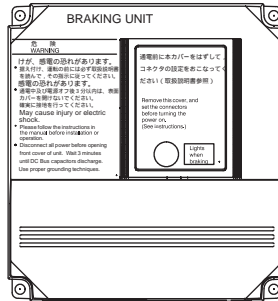 BRAKING UNIT
危 険
WARNING
けが、感電の恐れがあります。
● 据え付け、運転の前には必ず取扱説明書
を読んで、その指示に従ってください。
感電の恐れがあります。
● 通電中及び電源オフ後3分以内は、表面
カバーを開けないでください。
確実に接地を行ってください。
May cause injury or electric
shock.
● Please follow the instructions in
the manual before installation or
operation.
● Disconnect all power before opening
front cover of unit. Wait 3 minutes
until DC Bus capacitors discharge.
Use proper grounding techniques.
通電前に本カバーをはずして、
コネクタの設定をおこなってく
ださい（取扱説明書参照）
Remove this cover, and
set the connectors
before turning the
power on.
(See instructions.)
Lights
when
braking